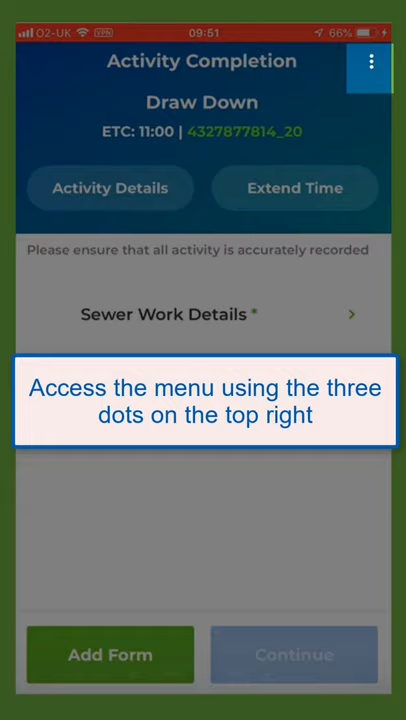 O2-UK VPN 09:51 66%
Activity Completion
Draw Down
ETC: 11:00 | 4327877814_20
Activity Details Extend Time
Please ensure that all activity is accurately recorded
Sewer Work Details *
Access the menu using the three
dots on the top right
Add Form Continue